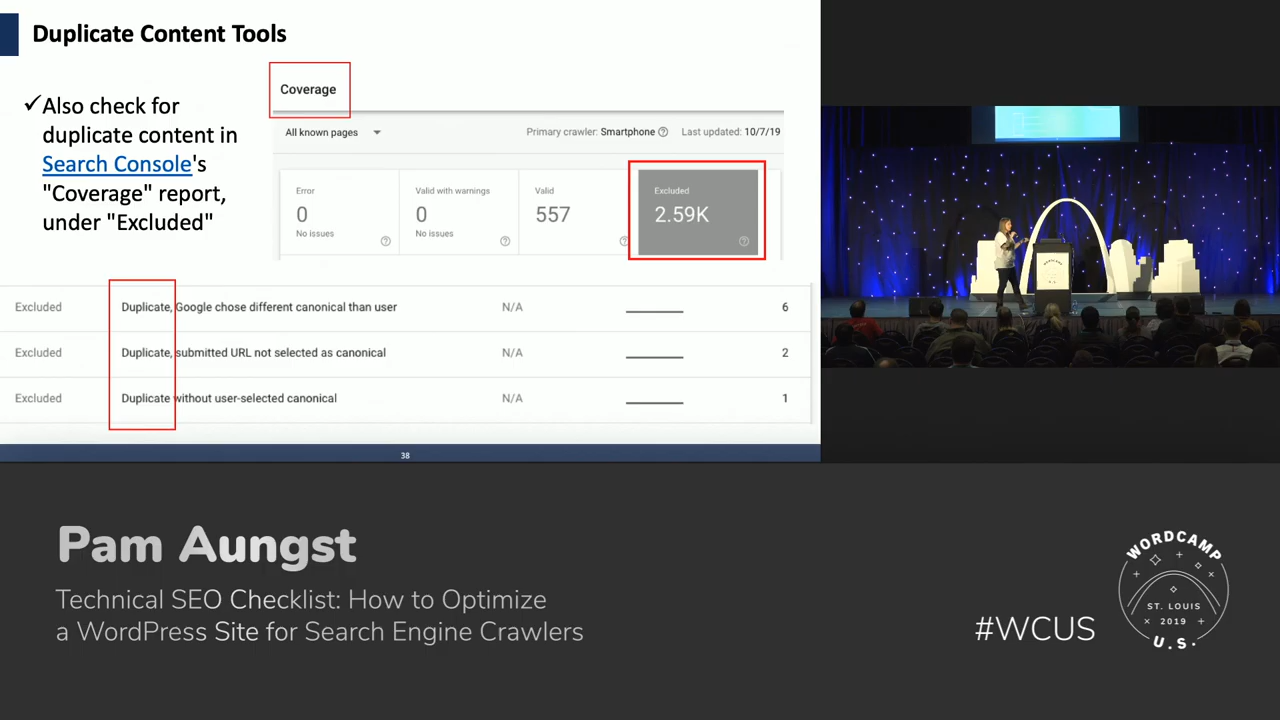 Duplicate Content Tools
✓Also check for
duplicate content in
Search Console's
"Coverage" report,
under "Excluded"
Coverage
All known pages
Primary crawler: Smartphone
Last updated: 10/7/19
Error
0
No issues
Valid with warnings
0
No issues
Valid
557
Excluded
2.59K
Excluded Duplicate, Google chose different canonical than user N/A 6
Excluded Duplicate, submitted URL not selected as canonical N/A 2
Excluded Duplicate without user-selected canonical N/A 1
38
Pam Aungst
Technical SEO Checklist: How to Optimize
a WordPress Site for Search Engine Crawlers
#WCUS
WORDCAMP
ST. LOUIS
2019
U.S.